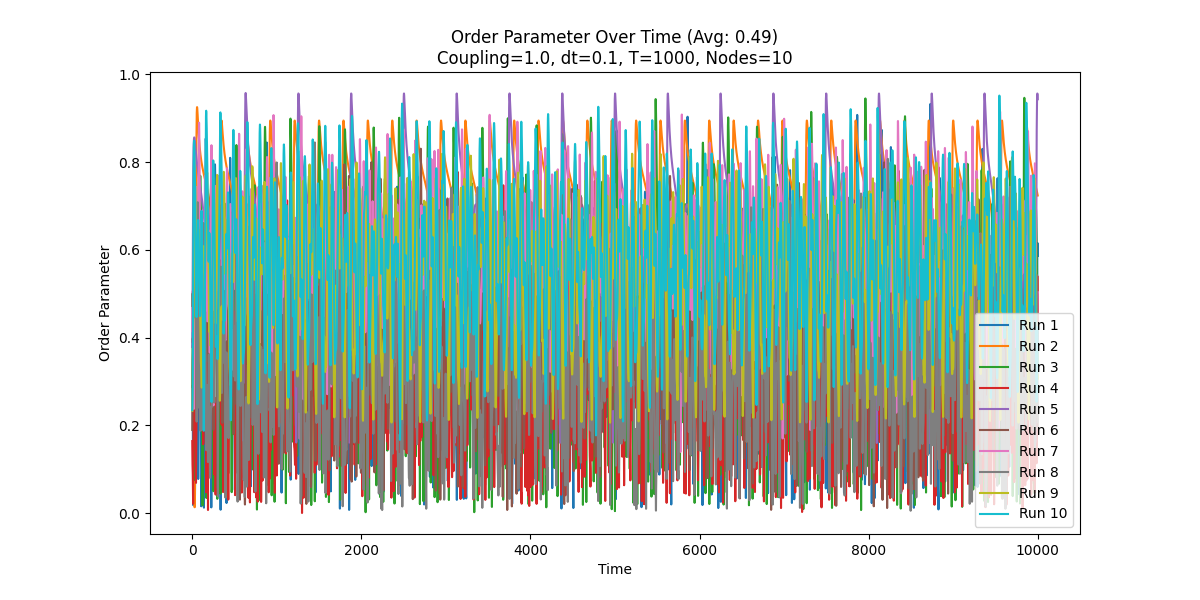 Order Parameter Over Time (Avg: 0.49)
Coupling=1.0, dt=0.1, T=1000, Nodes=10
1.0
0.8
0.6
0.4
0.2
0.0
Order Parameter
0 2000 4000 6000 8000 10000
Time
Run 1
Run 2
Run 3
Run 4
Run 5
Run 6
Run 7
Run 8
Run 9
Run 10